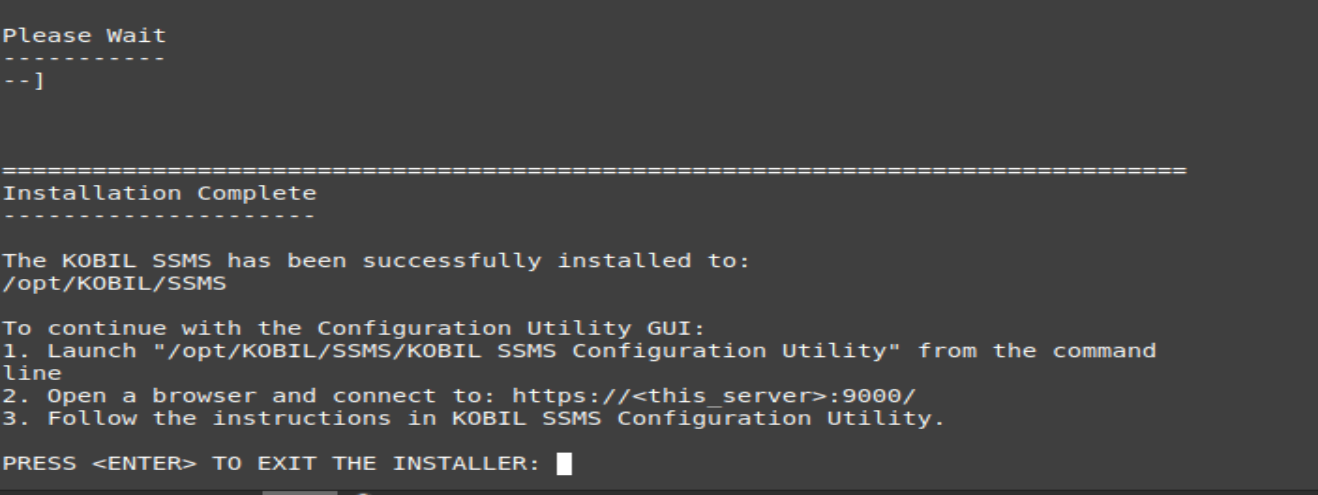 Please Wait
-----------
--]
===============================================================================
Installation Complete
---------------------
The KOBIL SSMS has been successfully installed to:
/opt/KOBIL/SSMS
To continue with the Configuration Utility GUI:
1. Launch "/opt/KOBIL/SSMS/KOBIL SSMS Configuration Utility" from the command
line
2. Open a browser and connect to: https://<this_server>:9000/
3. Follow the instructions in KOBIL SSMS Configuration Utility.
PRESS <ENTER> TO EXIT THE INSTALLER: